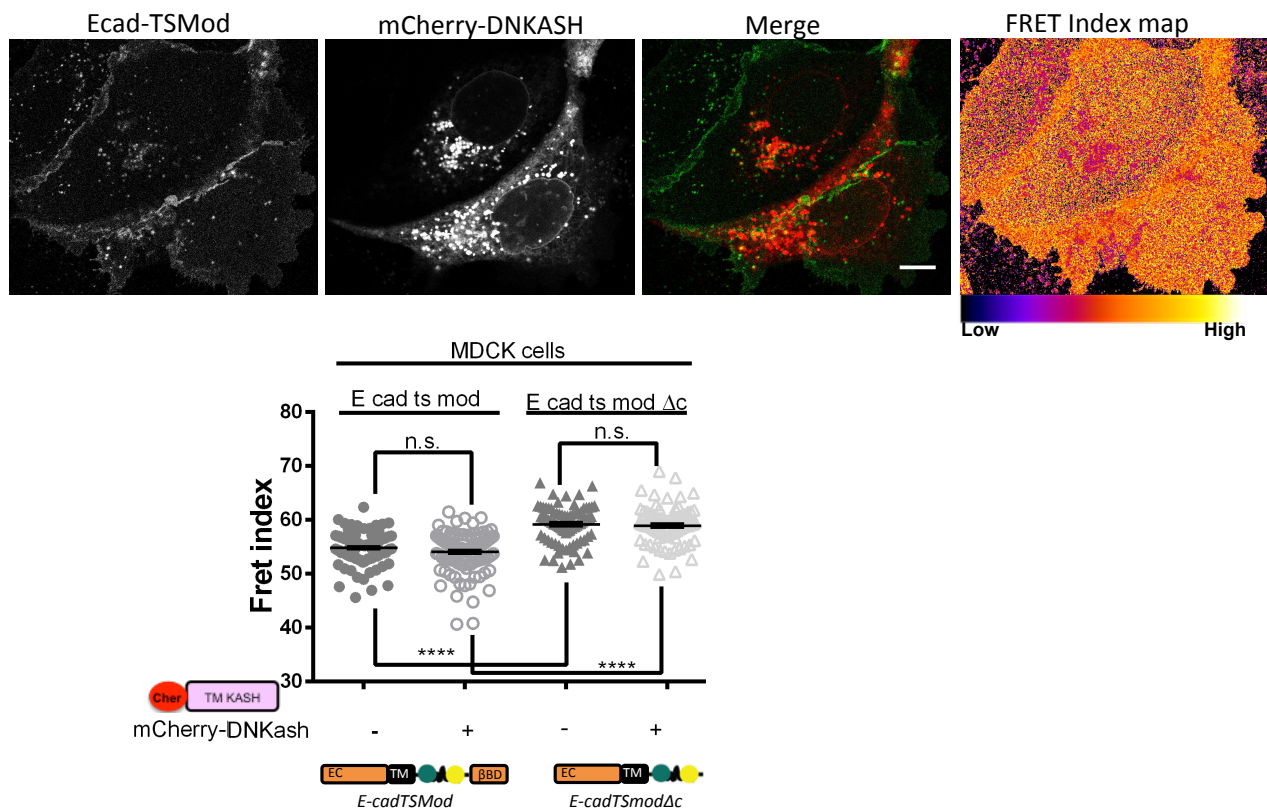 Ecad-TSMod mCherry-DNKASH Merge FRET Index map
Low High
MDCK cells
E cad ts mod E cad ts mod Δc
80
n.s. n.s.
70
60
50
40
30
Fret index
**** ****
Cher TM KASH
mCherry-DNKash - + - +
EC TM βBD EC TM
E-cadTSMod E-cadTSmodΔc